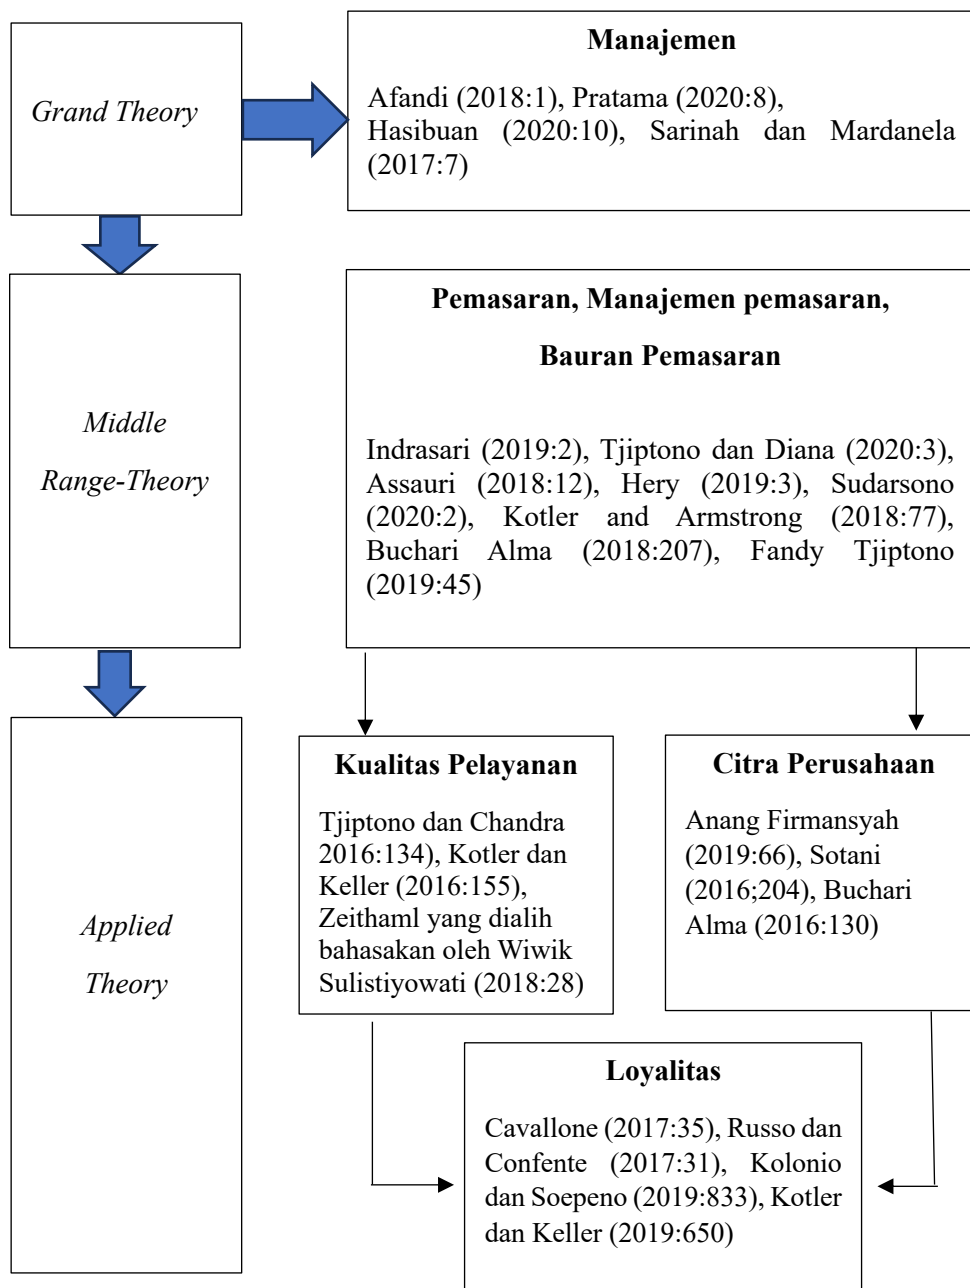 Grand Theory
Manajemen
Afandi (2018:1), Pratama (2020:8),
Hasibuan (2020:10), Sarinah dan Mardanela
(2017:7)
Middle
Range-Theory
Pemasaran, Manajemen pemasaran,
Bauran Pemasaran
Indrasari (2019:2), Tjiptono dan Diana (2020:3),
Assauri (2018:12), Hery (2019:3), Sudarsono
(2020:2), Kotler and Armstrong (2018:77),
Buchari Alma (2018:207), Fandy Tjiptono
(2019:45)
Applied
Theory
Kualitas Pelayanan
Tjiptono dan Chandra
2016:134), Kotler dan
Keller (2016:155),
Zeithaml yang dialih
bahasakan oleh Wiwik
Sulistiyowati (2018:28)
Citra Perusahaan
Anang Firmansyah
(2019:66), Sotani
(2016;204), Buchari
Alma (2016:130)
Loyalitas
Cavallone (2017:35), Russo dan
Confente (2017:31), Kolonio
dan Soepeno (2019:833), Kotler
dan Keller (2019:650)